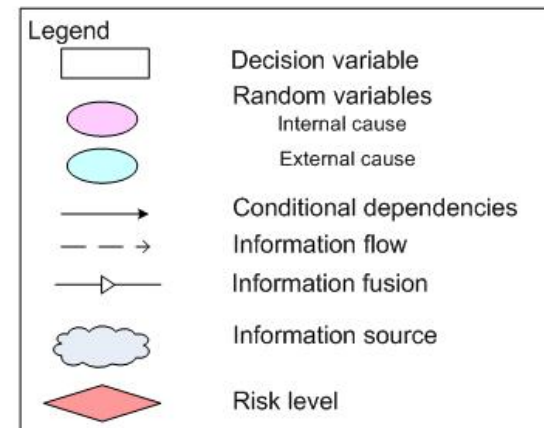 Legend
Decision variable
Random variables
Internal cause
External cause
Conditional dependencies
Information flow
Information fusion
Information source
Risk level